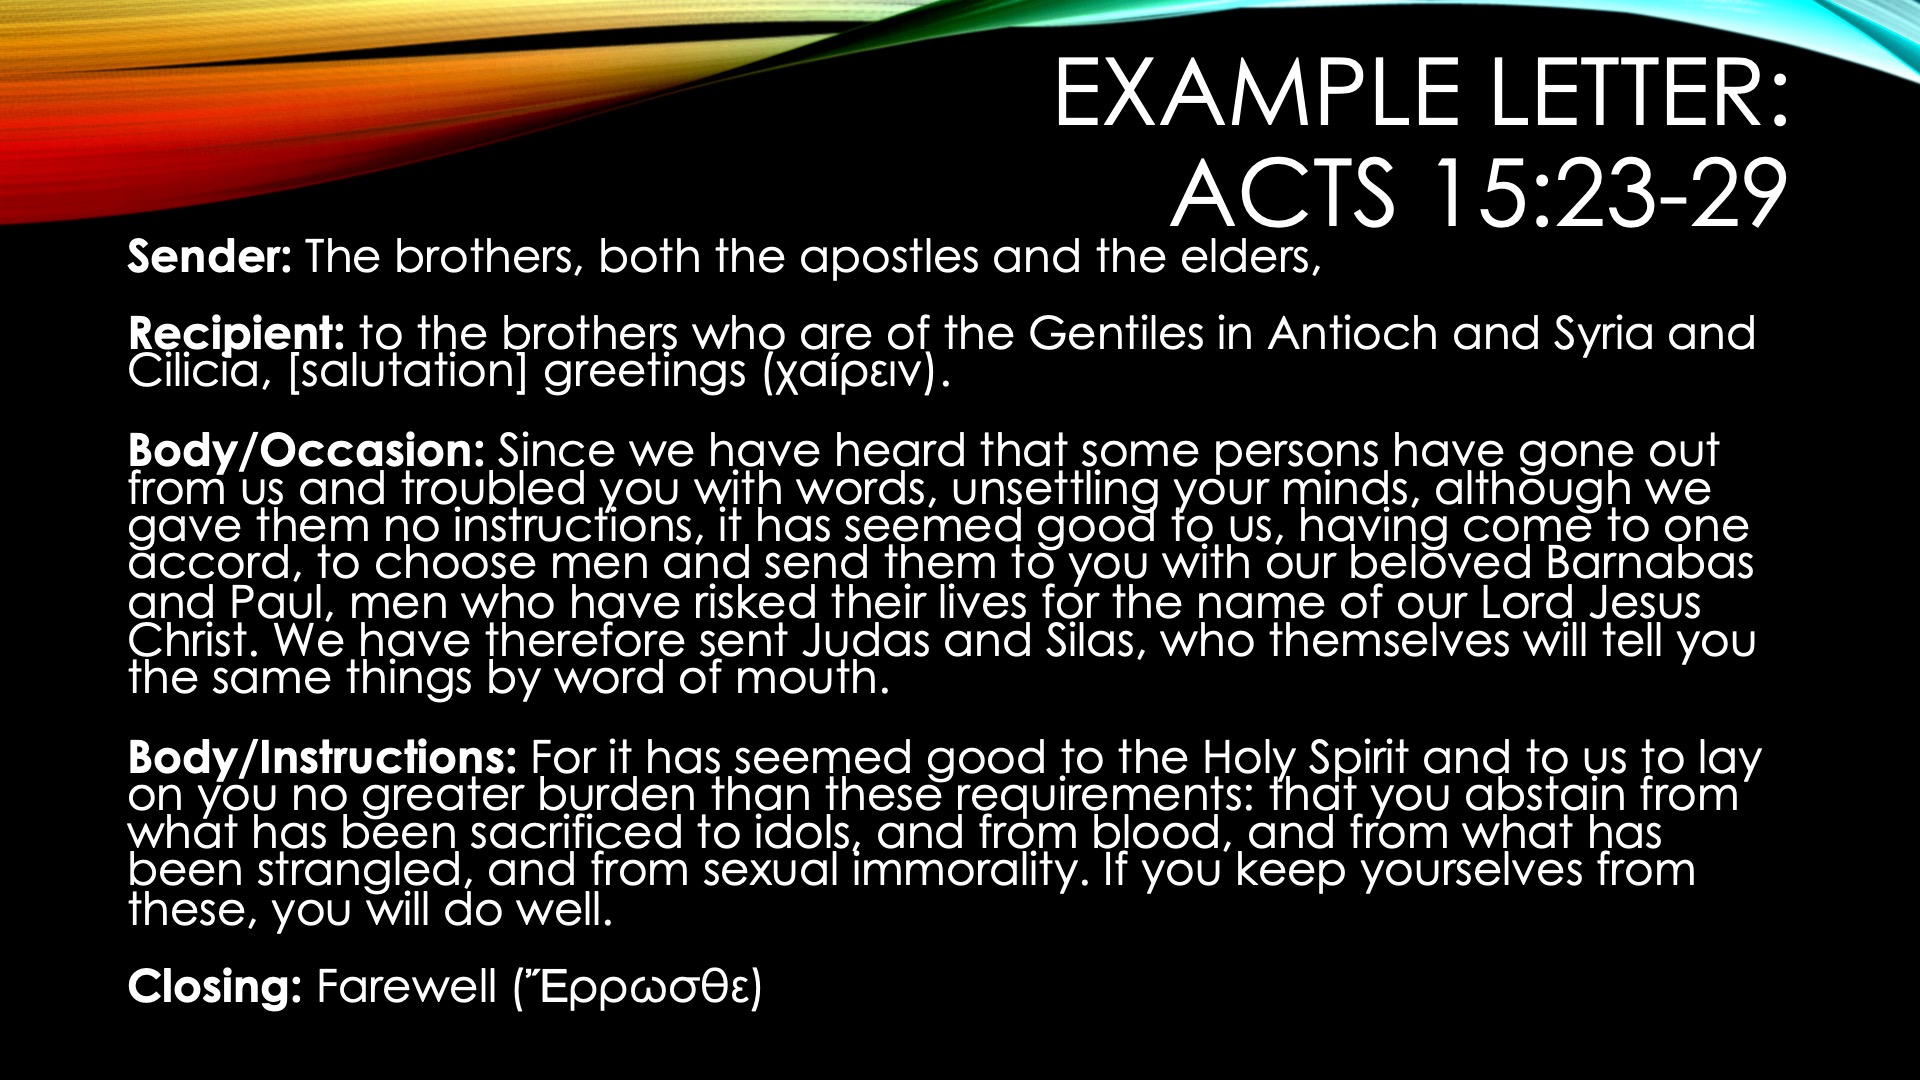 EXAMPLE LETTER:
ACTS 15:23-29
Sender: The brothers, both the apostles and the elders,
Recipient: to the brothers who are of the Gentiles in Antioch and Syria and
Cilicia, [salutation] greetings (χαίρειν).
Body/Occasion: Since we have heard that some persons have gone out
from us and troubled you with words, unsettling your minds, although we
gave them no instructions, it has seemed good to us, having come to one
accord, to choose men and send them to you with our beloved Barnabas
and Paul, men who have risked their lives for the name of our Lord Jesus
Christ. We have therefore sent Judas and Silas, who themselves will tell you
the same things by word of mouth.
Body/Instructions: For it has seemed good to the Holy Spirit and to us to lay
on you no greater burden than these requirements: that you abstain from
what has been sacrificed to idols, and from blood, and from what has
been strangled, and from sexual immorality. If you keep yourselves from
these, you will do well.
Closing: Farewell (Ἔρρωσθε)